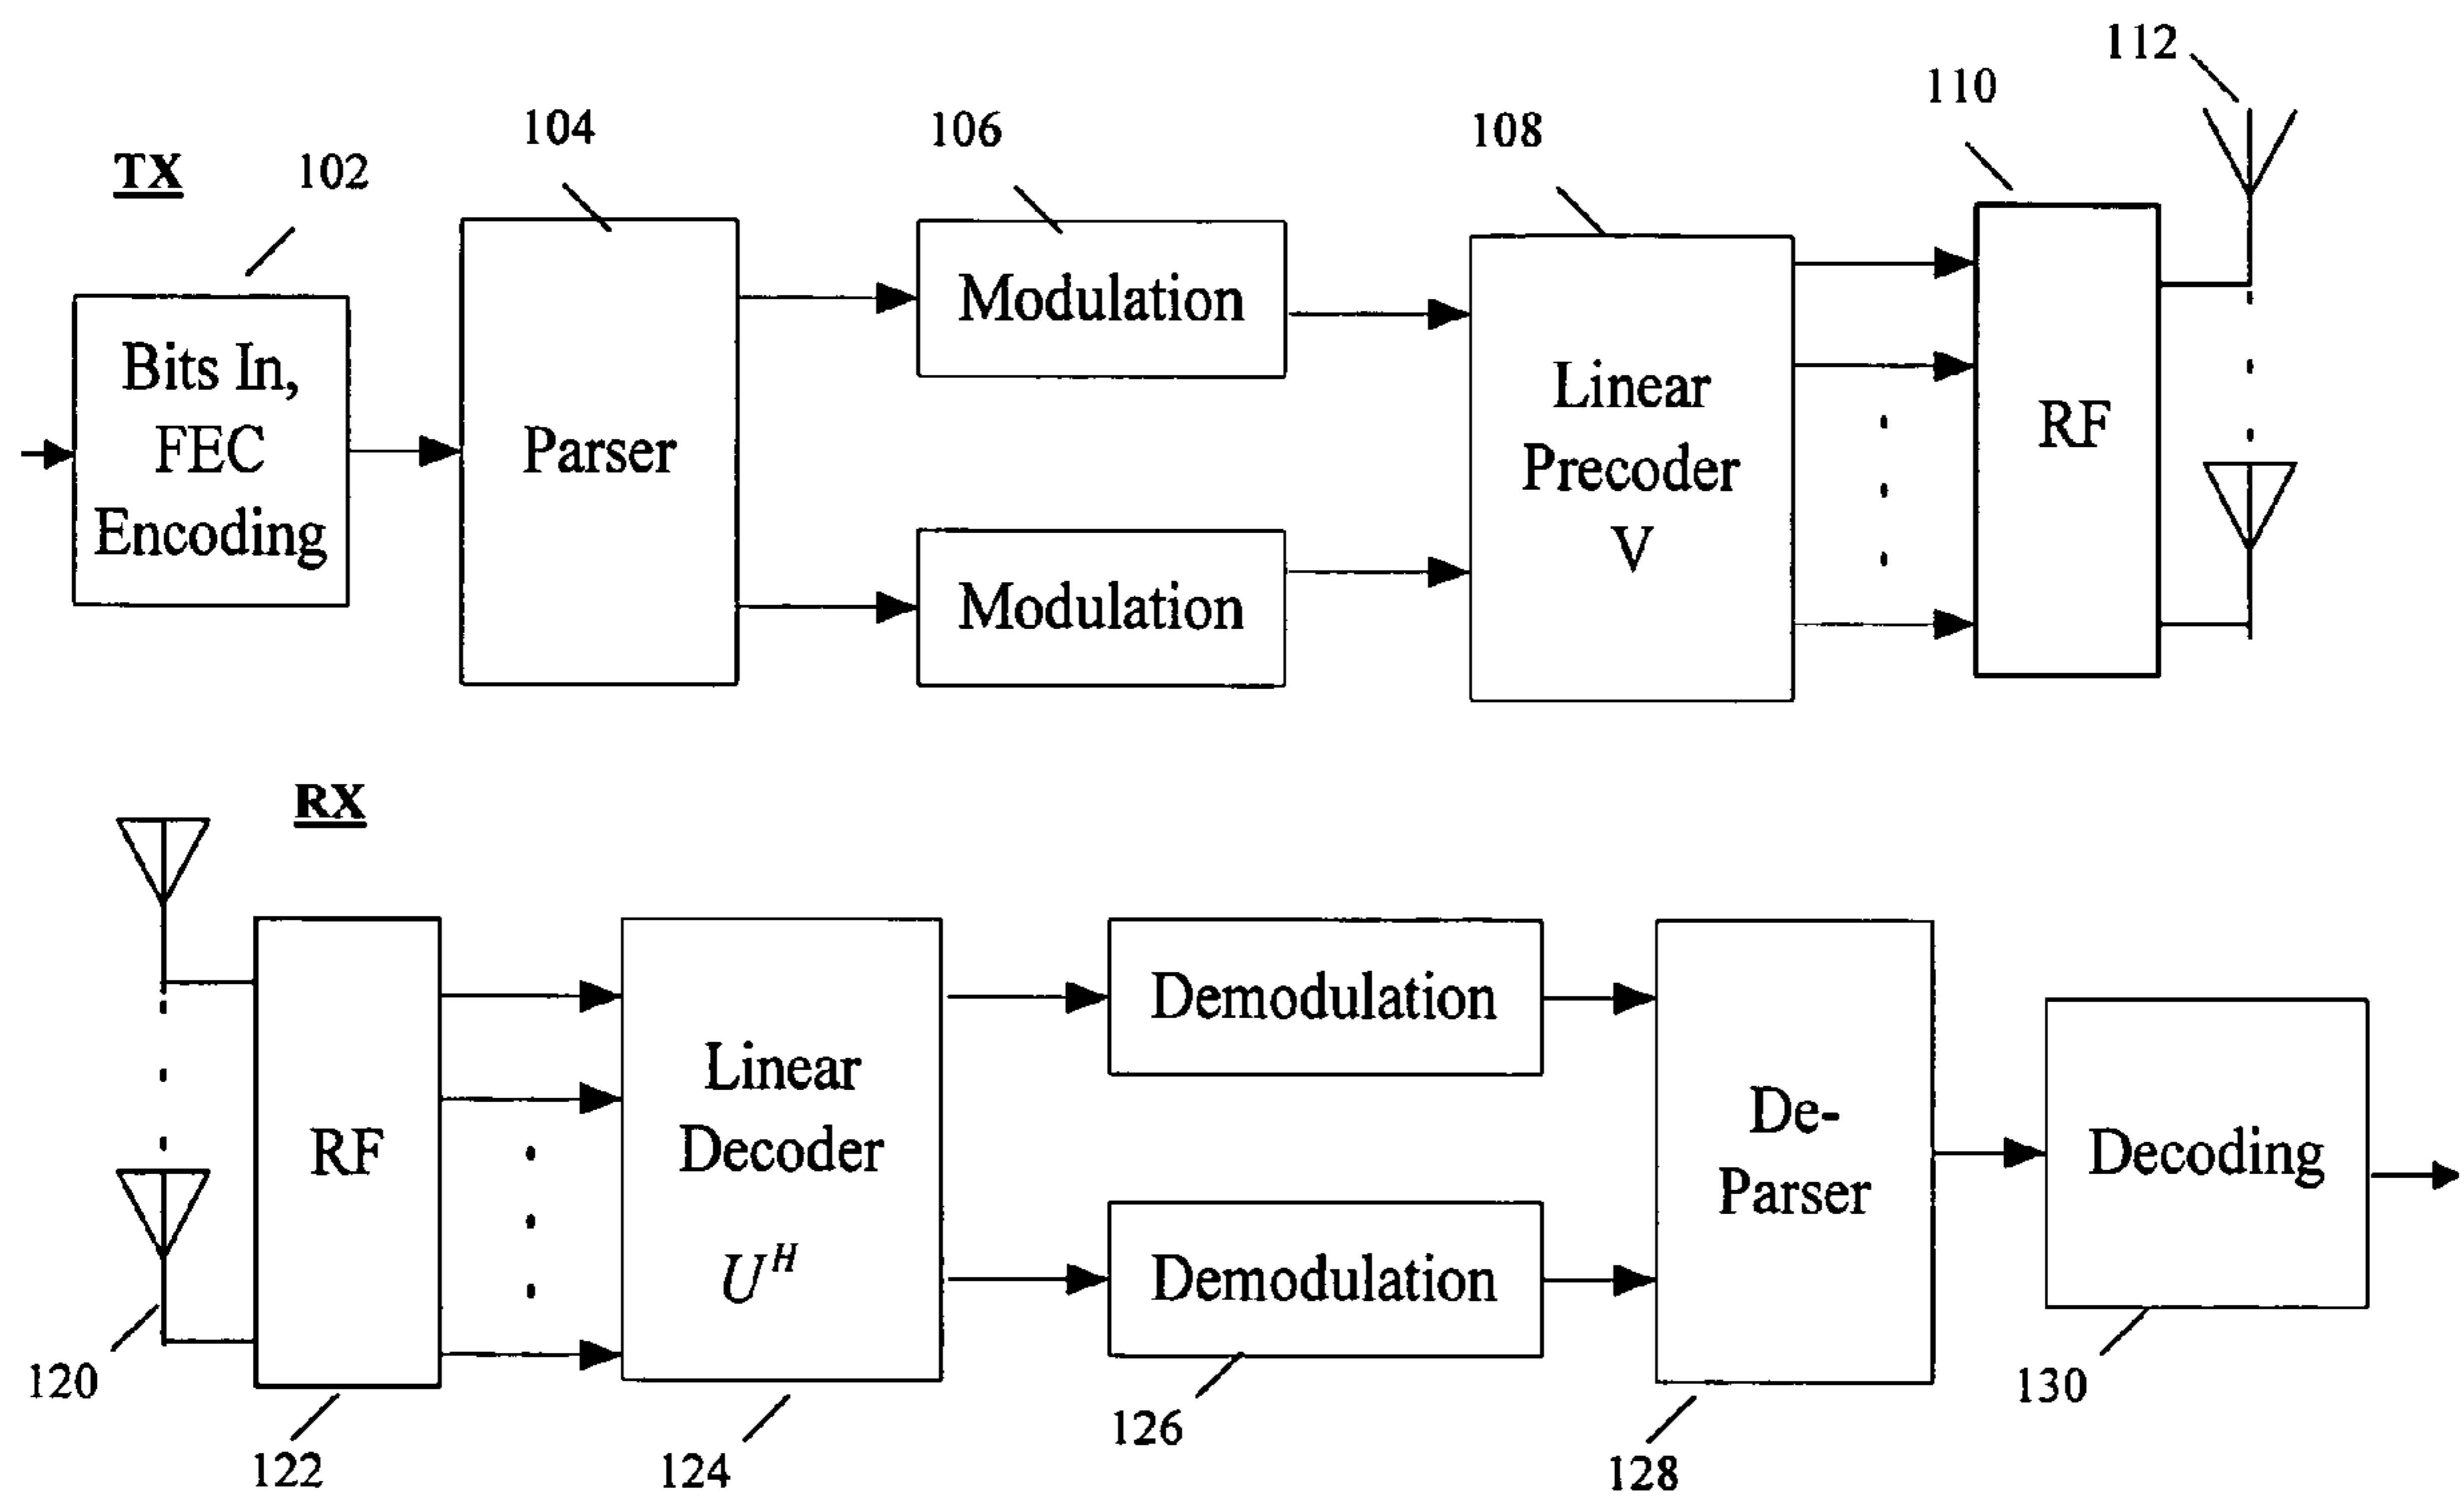 112
110
104
106
108
TX
102
Bits In,
FEC
Encoding
Parser
Modulation
Modulation
Linear
Precoder
V
RF
RX
RF
Linear
Decoder
U^H
Demodulation
Demodulation
De-
Parser
Decoding
120
122
124
126
128
130